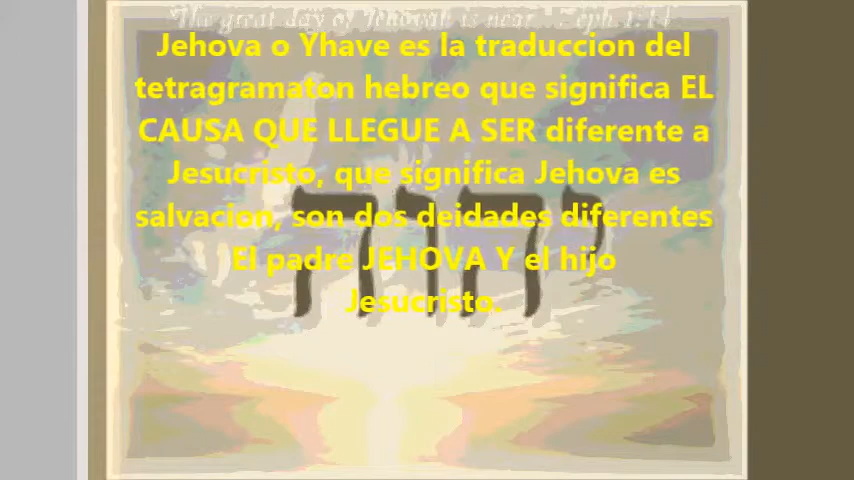 "The great day of Jehovah is near" Eph 1:14
Jehova o Yhave es la traduccion del
tetragramaton hebreo que significa EL
CAUSA QUE LLEGUE A SER diferente a
Jesucristo, que significa Jehova es
salvacion, son dos deidades diferentes
El padre JEHOVA Y el hijo
Jesucristo.
יהוה